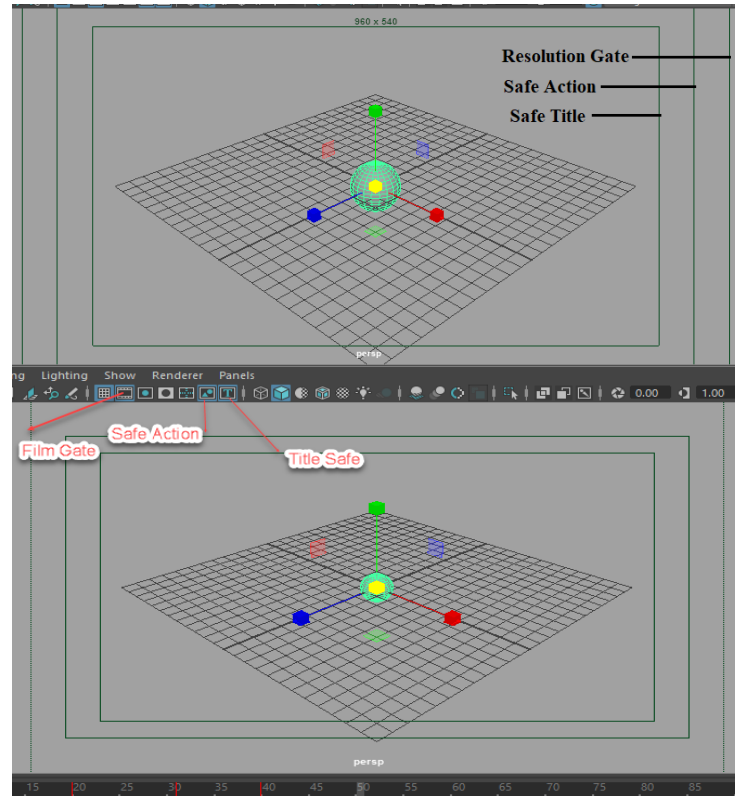 960 x 540
Resolution Gate
Safe Action
Safe Title
persp
Lighting Show Renderer Panels
0.00 1.00
Safe Action
Film Gate
Title Safe
persp
15 20 25 30 35 40 45 50 55 60 65 70 75 80 85